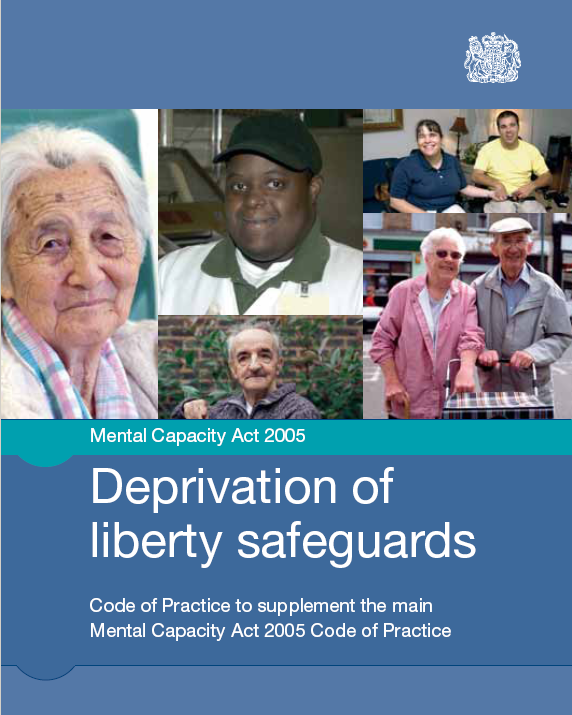 Mental Capacity Act 2005
Deprivation of
liberty safeguards
Code of Practice to supplement the main
Mental Capacity Act 2005 Code of Practice